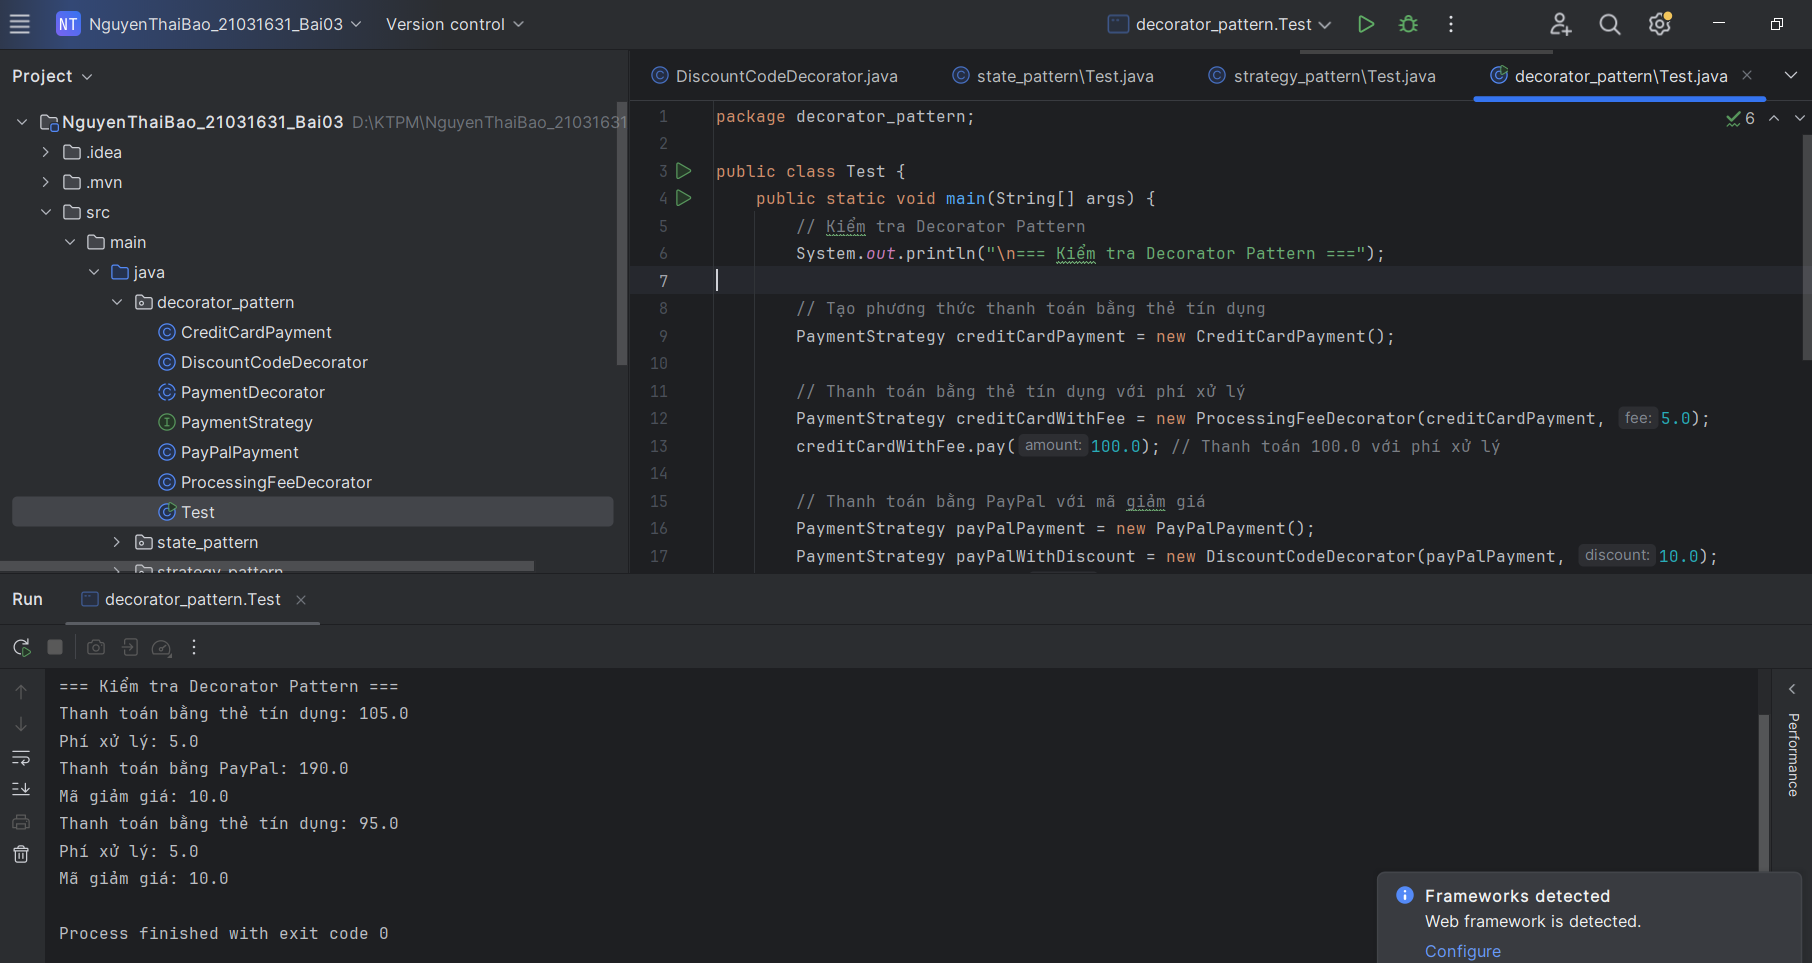 NT NguyenThaiBao_21031631_Bai03 Version control decorator_pattern.Test
Project
NguyenThaiBao_21031631_Bai03 D:\KTPM\NguyenThaiBao_21031631
.idea
.mvn
src
main
java
decorator_pattern
CreditCardPayment
DiscountCodeDecorator
PaymentDecorator
PaymentStrategy
PayPalPayment
ProcessingFeeDecorator
Test
state_pattern
strategy_pattern
DiscountCodeDecorator.java state_pattern\Test.java strategy_pattern\Test.java decorator_pattern\Test.java
6
1 package decorator_pattern;
2
3 public class Test {
4 public static void main(String[] args) {
5 // Kiểm tra Decorator Pattern
6 System.out.println("\n=== Kiểm tra Decorator Pattern ===");
7
8 // Tạo phương thức thanh toán bằng thẻ tín dụng
9 PaymentStrategy creditCardPayment = new CreditCardPayment();
10
11 // Thanh toán bằng thẻ tín dụng với phí xử lý
12 PaymentStrategy creditCardWithFee = new ProcessingFeeDecorator(creditCardPayment, fee: 5.0);
13 creditCardWithFee.pay( amount: 100.0); // Thanh toán 100.0 với phí xử lý
14
15 // Thanh toán bằng PayPal với mã giảm giá
16 PaymentStrategy payPalPayment = new PayPalPayment();
17 PaymentStrategy payPalWithDiscount = new DiscountCodeDecorator(payPalPayment, discount: 10.0);
Run decorator_pattern.Test
=== Kiểm tra Decorator Pattern ===
Thanh toán bằng thẻ tín dụng: 105.0
Phí xử lý: 5.0
Thanh toán bằng PayPal: 190.0
Mã giảm giá: 10.0
Thanh toán bằng thẻ tín dụng: 95.0
Phí xử lý: 5.0
Mã giảm giá: 10.0
Process finished with exit code 0
Performance
Frameworks detected
Web framework is detected.
Configure